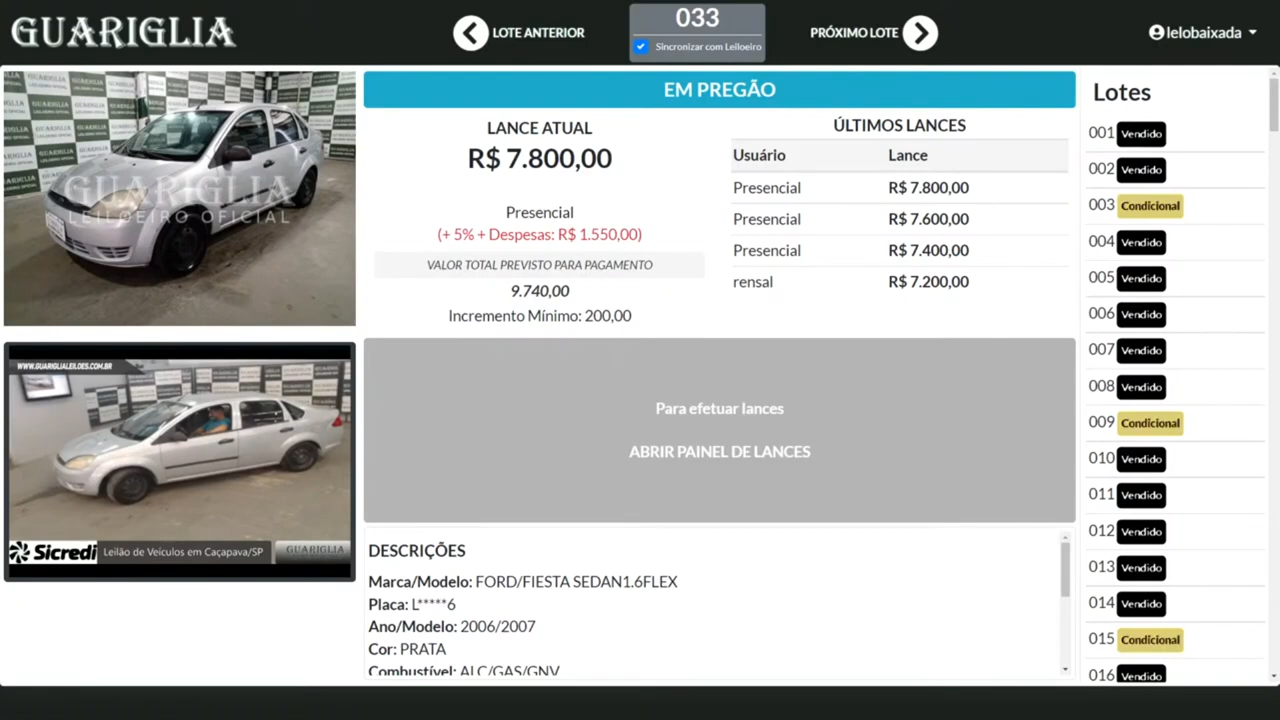 GUARIGLIA
LOTE ANTERIOR
033
Sincronizar com Leiloeiro
PRÓXIMO LOTE
lelobaixada
GUARIGLIA
LEILOEIRO OFICIAL
WWW.GUARIGLIALEILOES.COM.BR
Sicredi
Leilão de Veículos em Caçapava/SP
GUARIGLIA
EM PREGÃO
LANCE ATUAL
R$ 7.800,00
Presencial
(+ 5% + Despesas: R$ 1.550,00)
VALOR TOTAL PREVISTO PARA PAGAMENTO
9.740,00
Incremento Mínimo: 200,00
ÚLTIMOS LANCES
Usuário Lance
Presencial R$ 7.800,00
Presencial R$ 7.600,00
Presencial R$ 7.400,00
rensal R$ 7.200,00
Para efetuar lances
ABRIR PAINEL DE LANCES
DESCRIÇÕES
Marca/Modelo: FORD/FIESTA SEDAN1.6FLEX
Placa: L*****6
Ano/Modelo: 2006/2007
Cor: PRATA
Combustível: ALC/GAS/GNV
Lotes
001 Vendido
002 Vendido
003 Condicional
004 Vendido
005 Vendido
006 Vendido
007 Vendido
008 Vendido
009 Condicional
010 Vendido
011 Vendido
012 Vendido
013 Vendido
014 Vendido
015 Condicional
016 Vendido